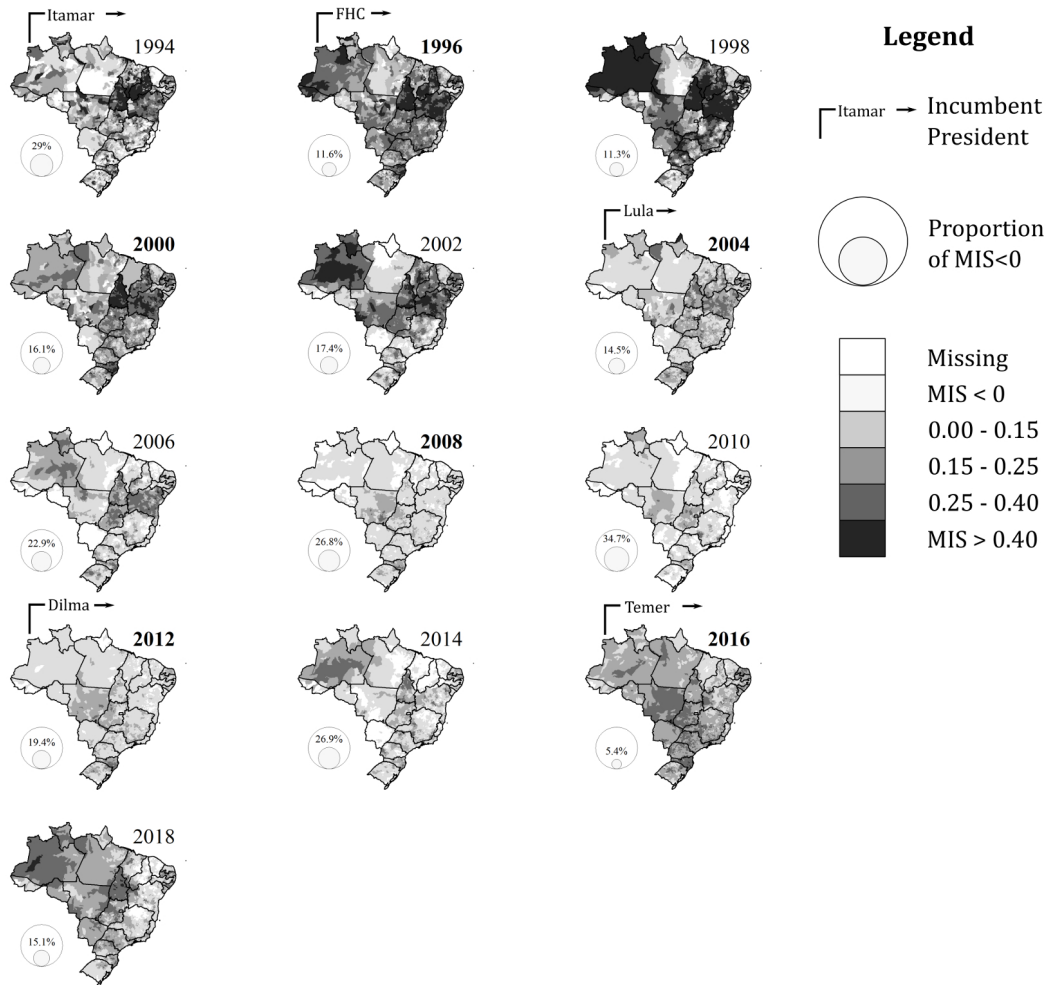 Itamar
1994
29%
FHC
1996
11.6%
1998
11.3%
2000
16.1%
2002
17.4%
Lula
2004
14.5%
2006
22.9%
2008
26.8%
2010
34.7%
Dilma
2012
19.4%
2014
26.9%
Temer
2016
5.4%
2018
15.1%
Legend
Itamar
Incumbent
President
Proportion
of MIS<0
Missing
MIS < 0
0.00 - 0.15
0.15 - 0.25
0.25 - 0.40
MIS > 0.40